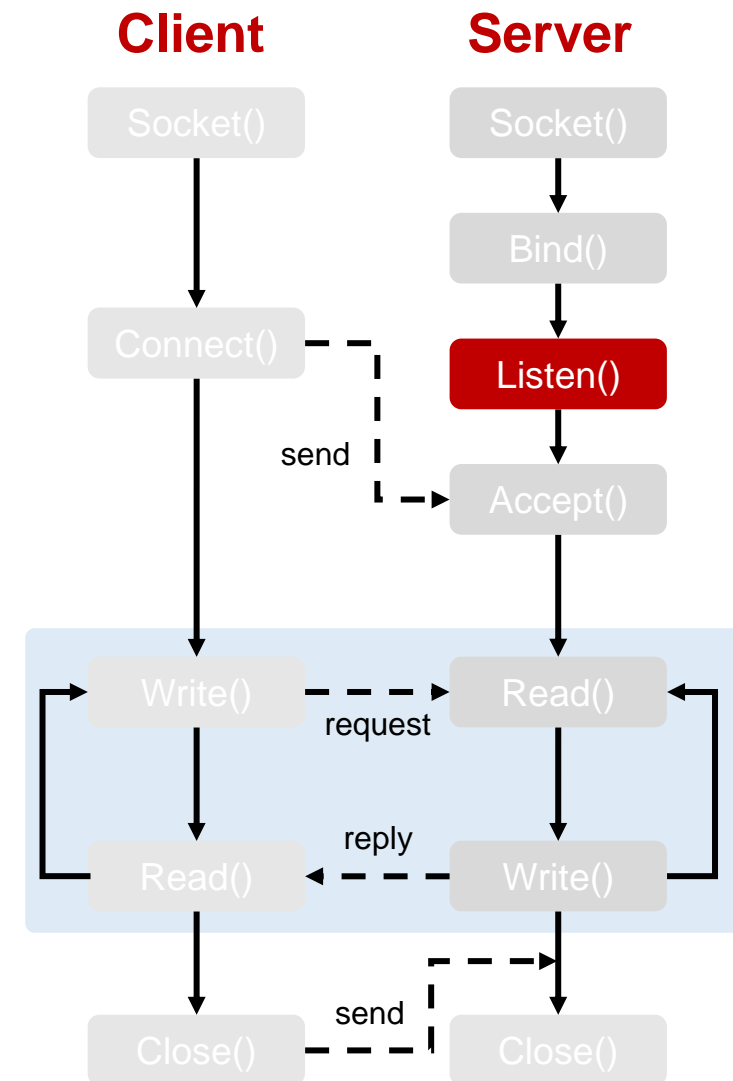 Client
Server
Socket()
Socket()
Bind()
Connect()
Listen()
send
Accept()
Write()
Read()
request
reply
Read()
Write()
send
Close()
Close()